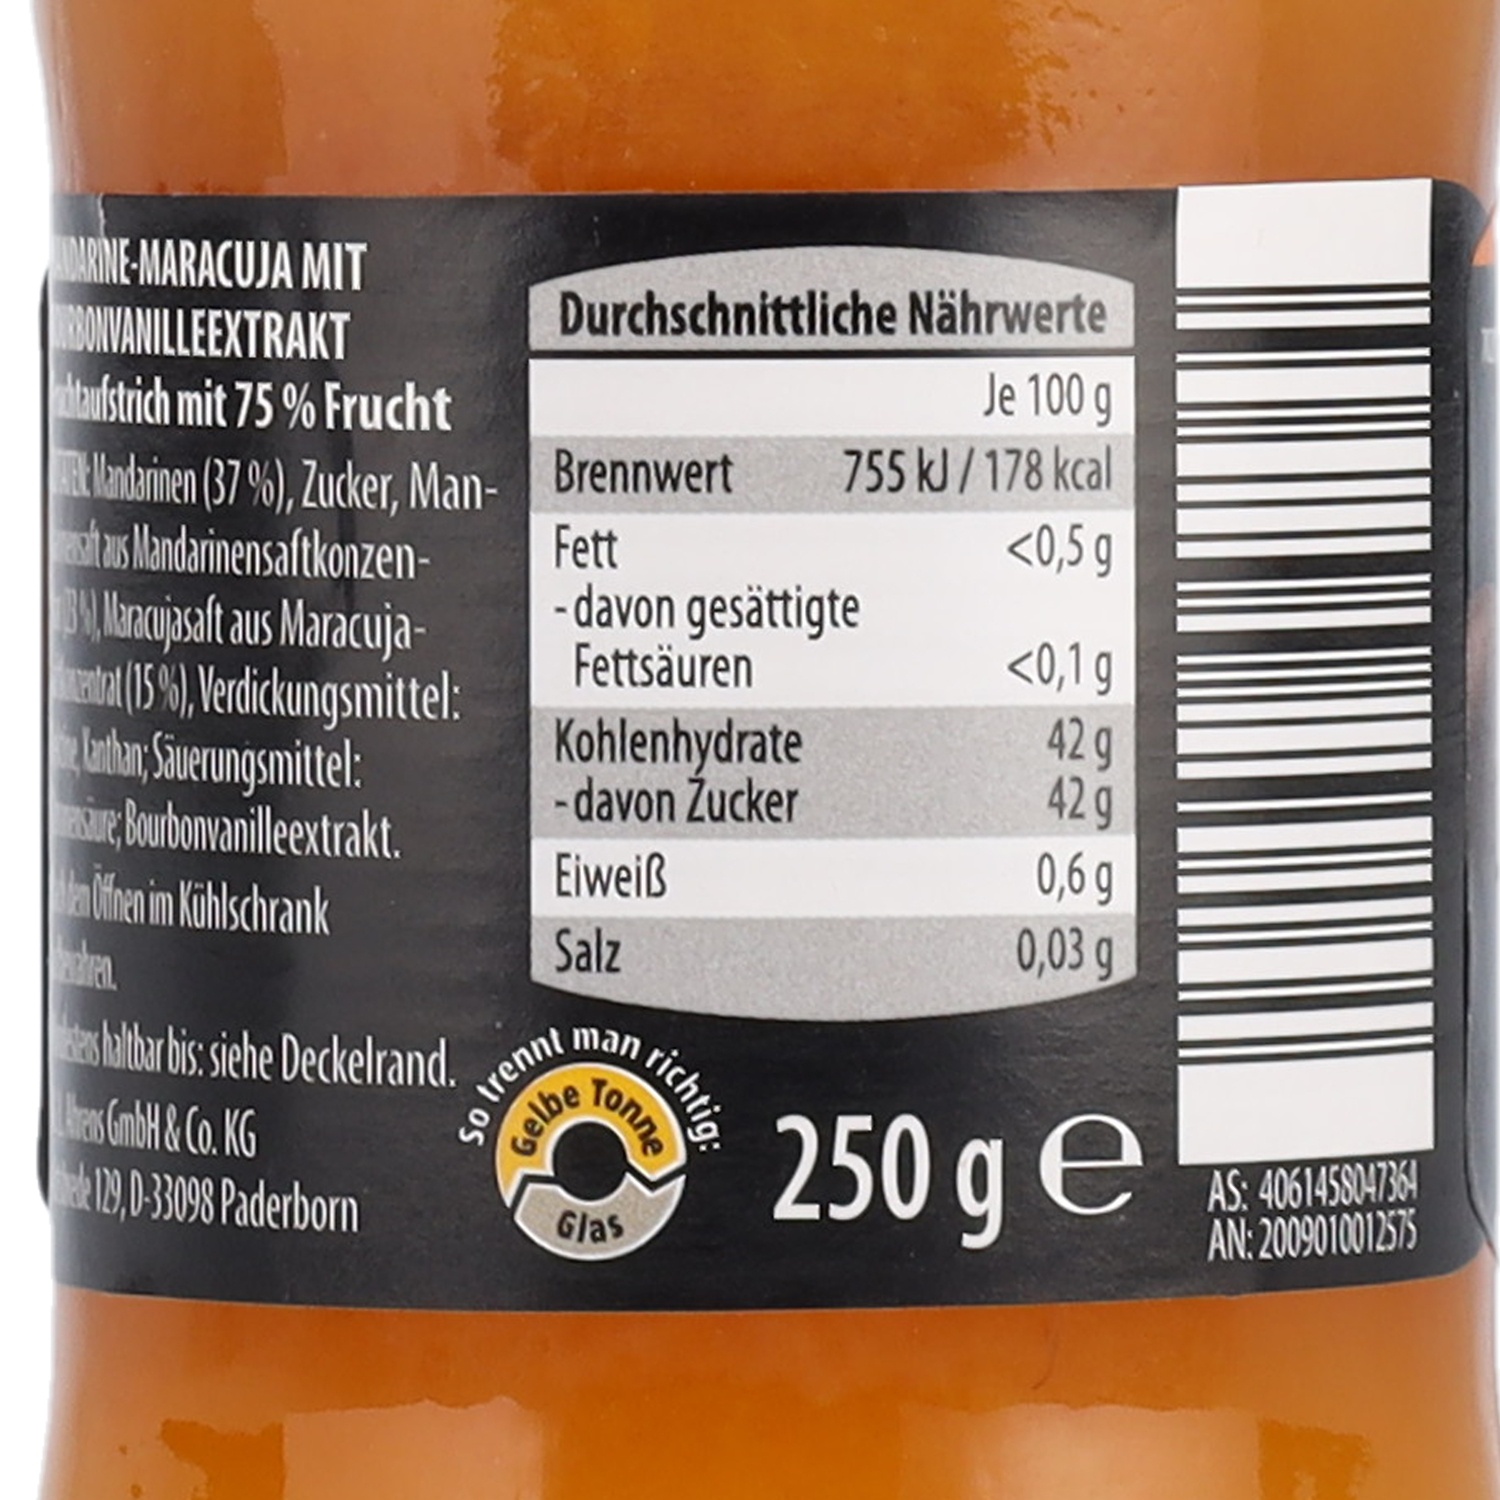 MANDARINE-MARACUJA MIT
BOURBONVANILLEEXTRAKT
Fruchtaufstrich mit 75 % Frucht
Mandarinen (37 %), Zucker, Man-
aus Mandarinensaftkonzen-
Maracujasaft aus Maracuja-
(15 %), Verdickungsmittel:
Xanthan; Säuerungsmittel:
Bourbonvanilleextrakt.
dem Öffnen im Kühlschrank
haltbar bis: siehe Deckelrand.
Ahrens GmbH & Co. KG
129, D-33098 Paderborn
Durchschnittliche Nährwerte
Je 100 g
Brennwert 755 kJ / 178 kcal
Fett <0,5 g
- davon gesättigte
Fettsäuren <0,1 g
Kohlenhydrate 42 g
- davon Zucker 42 g
Eiweiß 0,6 g
Salz 0,03 g
So trennt man richtig:
Gelbe Tonne
Glas
250 g ℮
AS: 4061458047364
AN: 2009010012575